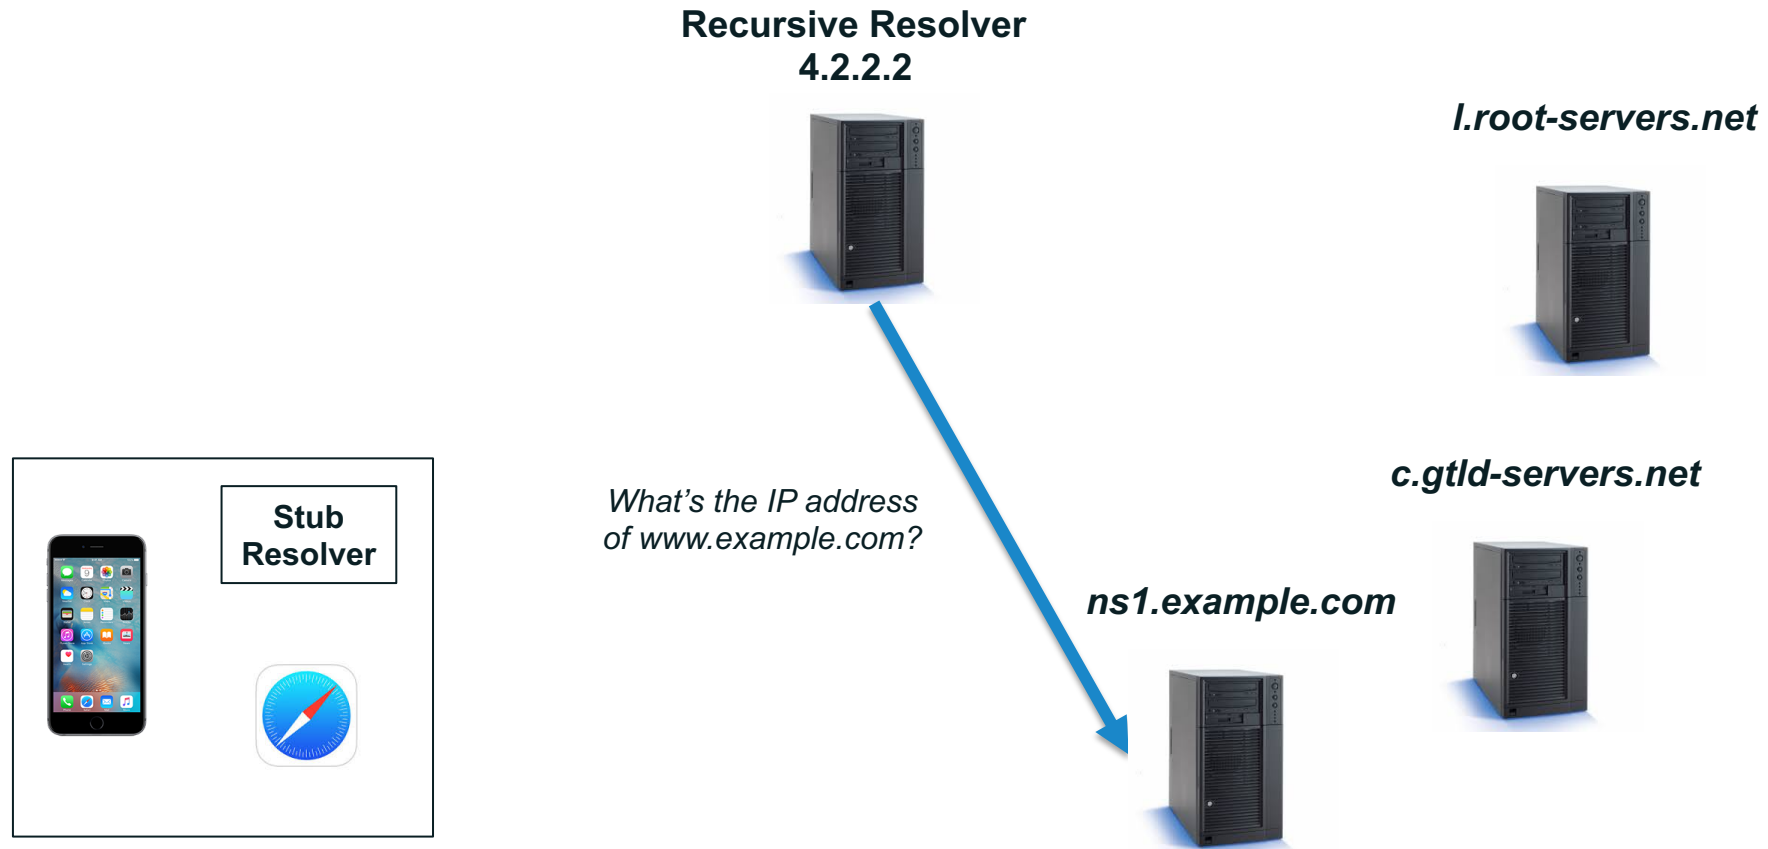 Recursive Resolver
4.2.2.2
l.root-servers.net
c.gtld-servers.net
Stub
Resolver
What's the IP address
of www.example.com?
ns1.example.com